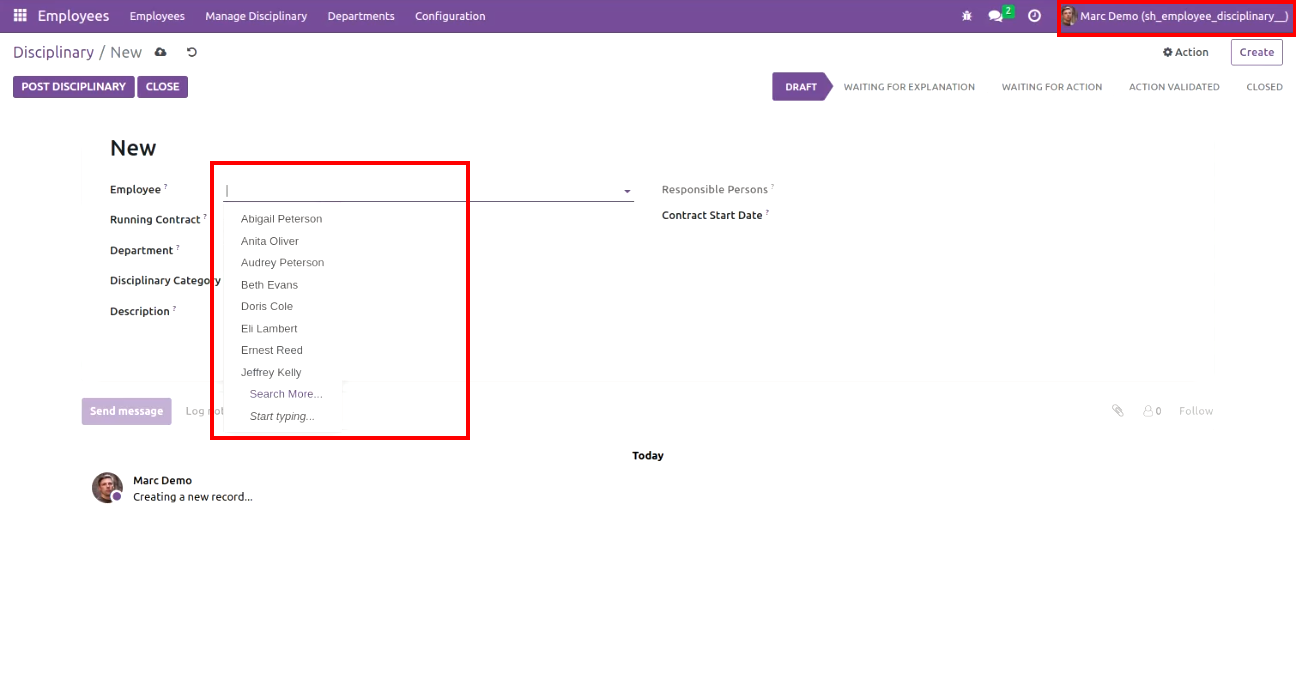 Employees Employees Manage Disciplinary Departments Configuration 2 Marc Demo (sh_employee_disciplinary__)
Disciplinary / New Action Create
POST DISCIPLINARY CLOSE DRAFT WAITING FOR EXPLANATION WAITING FOR ACTION ACTION VALIDATED CLOSED
New
Employee ? Responsible Persons ?
Running Contract ? Abigail Peterson Contract Start Date ?
Anita Oliver
Department ?
Audrey Peterson
Disciplinary Category Beth Evans
Doris Cole
Description ?
Eli Lambert
Ernest Reed
Jeffrey Kelly
Search More...
Send message Log not Start typing... 0 Follow
Today
Marc Demo
Creating a new record...